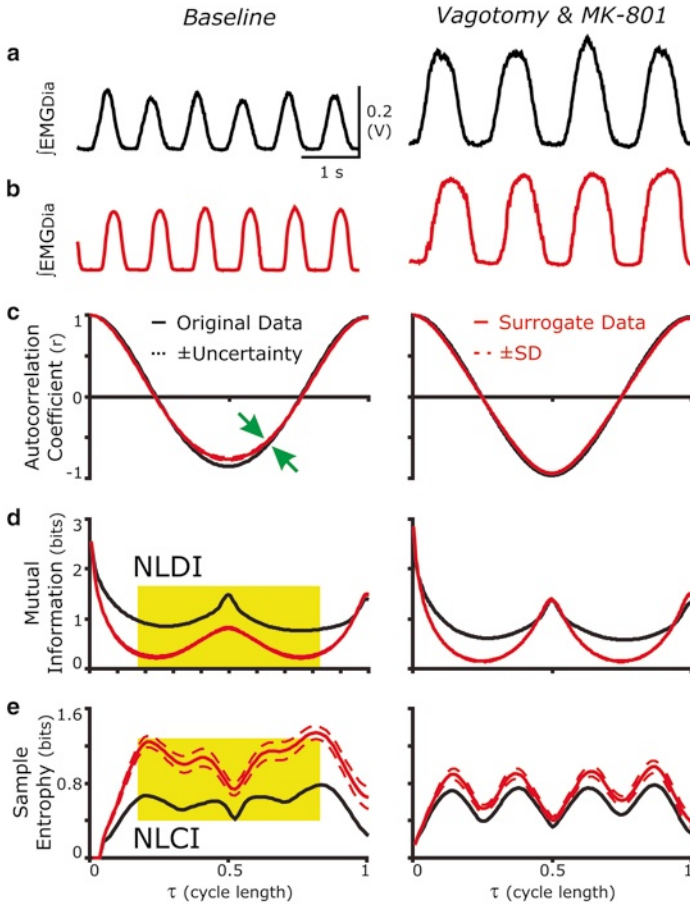 Baseline
Vagotomy & MK-801
a
∫EMGDia
0.2
(V)
1 s
b
∫EMGDia
c
Autocorrelation
Coefficient (r)
1
0
-1
Original Data
±Uncertainty
Surrogate Data
±SD
d
Mutual
Information (bits)
3
2
1
0
NLDI
e
Sample
Entrophy (bits)
1.6
0.8
0
NLCI
0
0.5
1
0
0.5
1
τ (cycle length)
τ (cycle length)